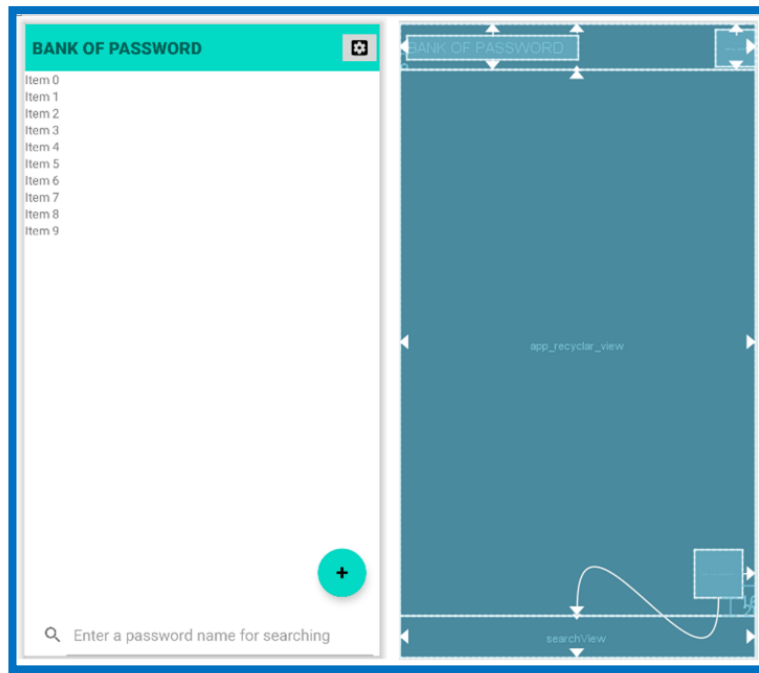 BANK OF PASSWORD
Item 0
Item 1
Item 2
Item 3
Item 4
Item 5
Item 6
Item 7
Item 8
Item 9
Enter a password name for searching
BANK OF PASSWORD
app_recyclar_view
searchView